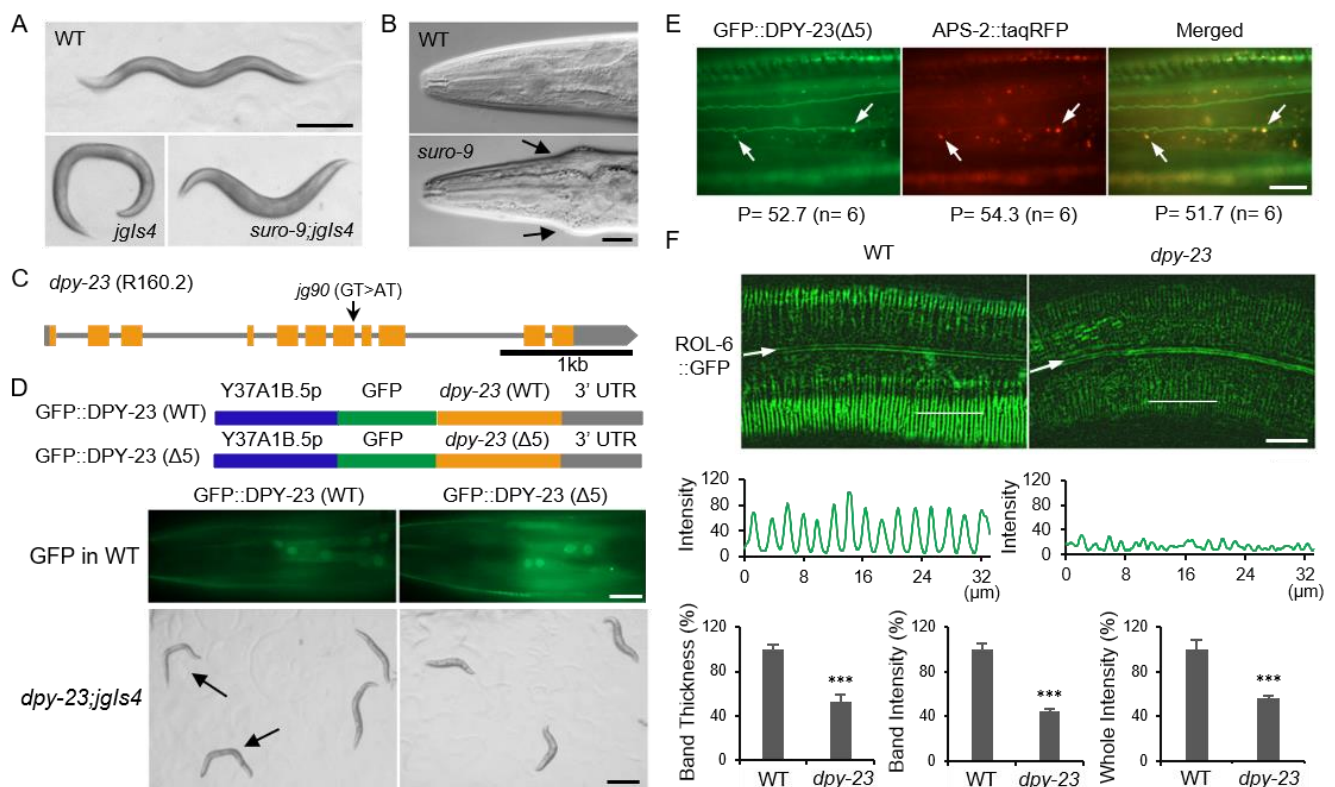 A
WT
jgIs4
suro-9;jgIs4
B
WT
suro-9
C
dpy-23 (R160.2)
jg90 (GT>AT)
1kb
D
Y37A1B.5p GFP dpy-23 (WT) 3' UTR
GFP::DPY-23 (WT)
Y37A1B.5p GFP dpy-23 (Δ5) 3' UTR
GFP::DPY-23 (Δ5)
GFP::DPY-23 (WT) GFP::DPY-23 (Δ5)
GFP in WT
dpy-23;jgIs4
E
GFP::DPY-23(Δ5) APS-2::taqRFP Merged
P= 52.7 (n= 6) P= 54.3 (n= 6) P= 51.7 (n= 6)
F
WT dpy-23
ROL-6
::GFP
Intensity
120
80
40
0
0 8 16 24 32
(µm)
Intensity
120
80
40
0
0 8 16 24 32
(µm)
Band Thickness (%)
120
80
40
0
***
WT dpy-23
Band Intensity (%)
120
80
40
0
***
WT dpy-23
Whole Intensity (%)
120
80
40
0
***
WT dpy-23